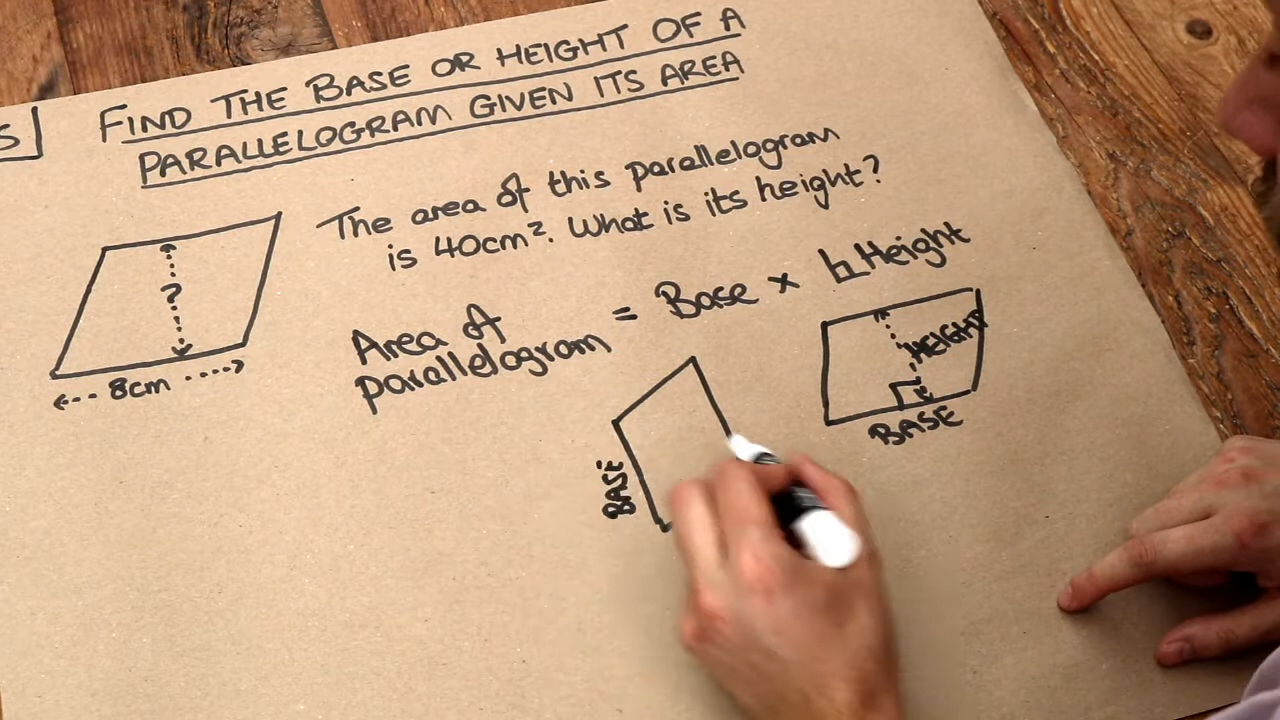 S
FIND THE BASE OR HEIGHT OF A
PARALLELOGRAM GIVEN ITS AREA
The area of this parallelogram
is 40cm². What is its height?
?
8cm
Area of
parallelogram = Base × h Height
HEIGHT
BASE
BASE